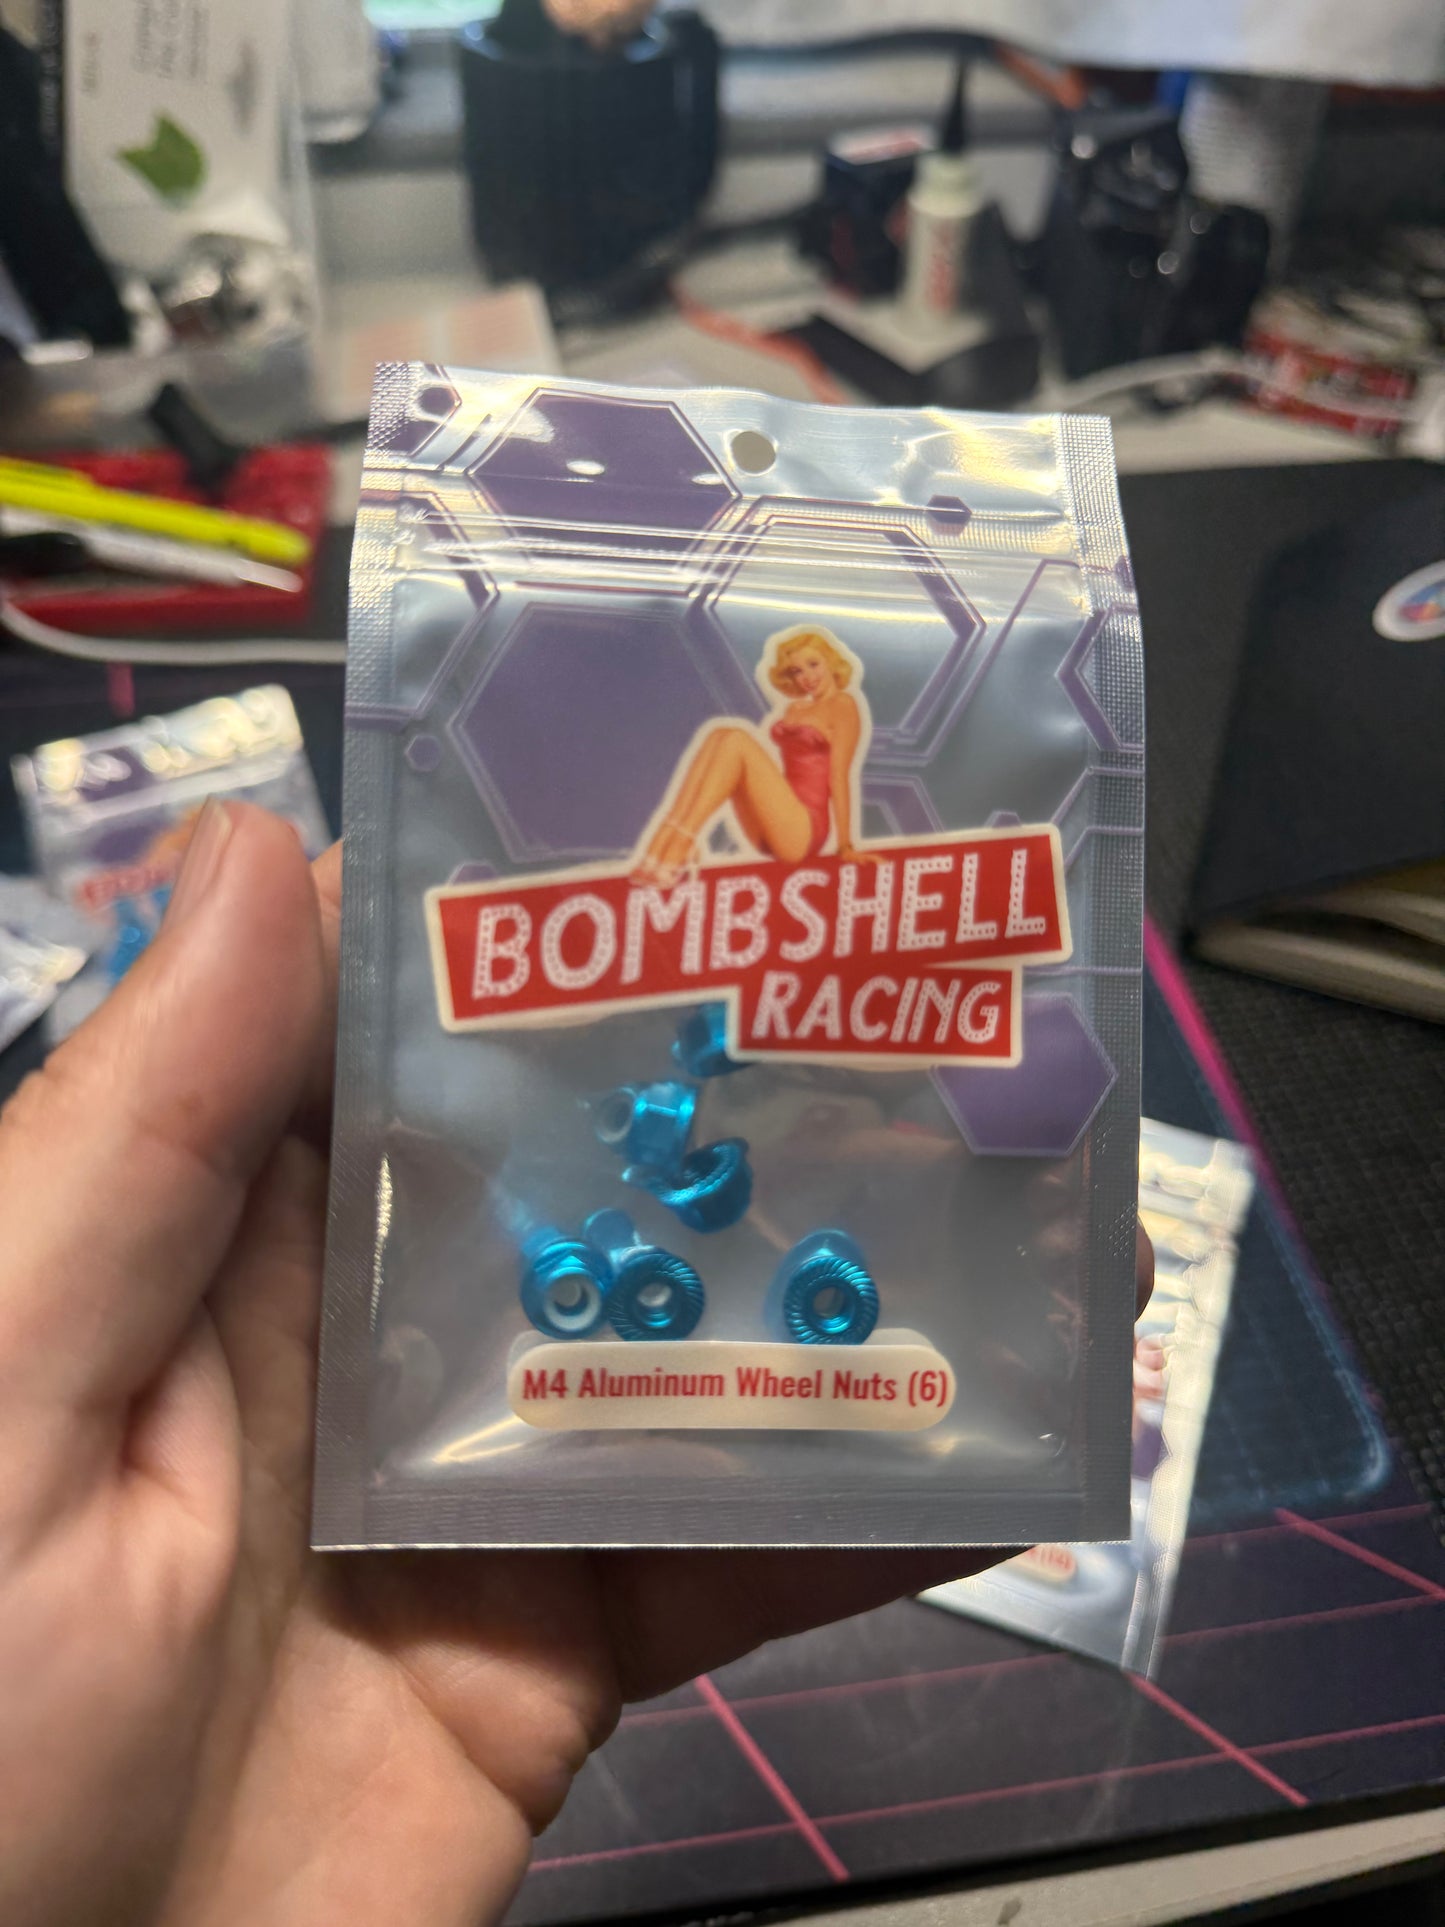 BOMBSHELL
RACING
M4 Aluminum Wheel Nuts (6)